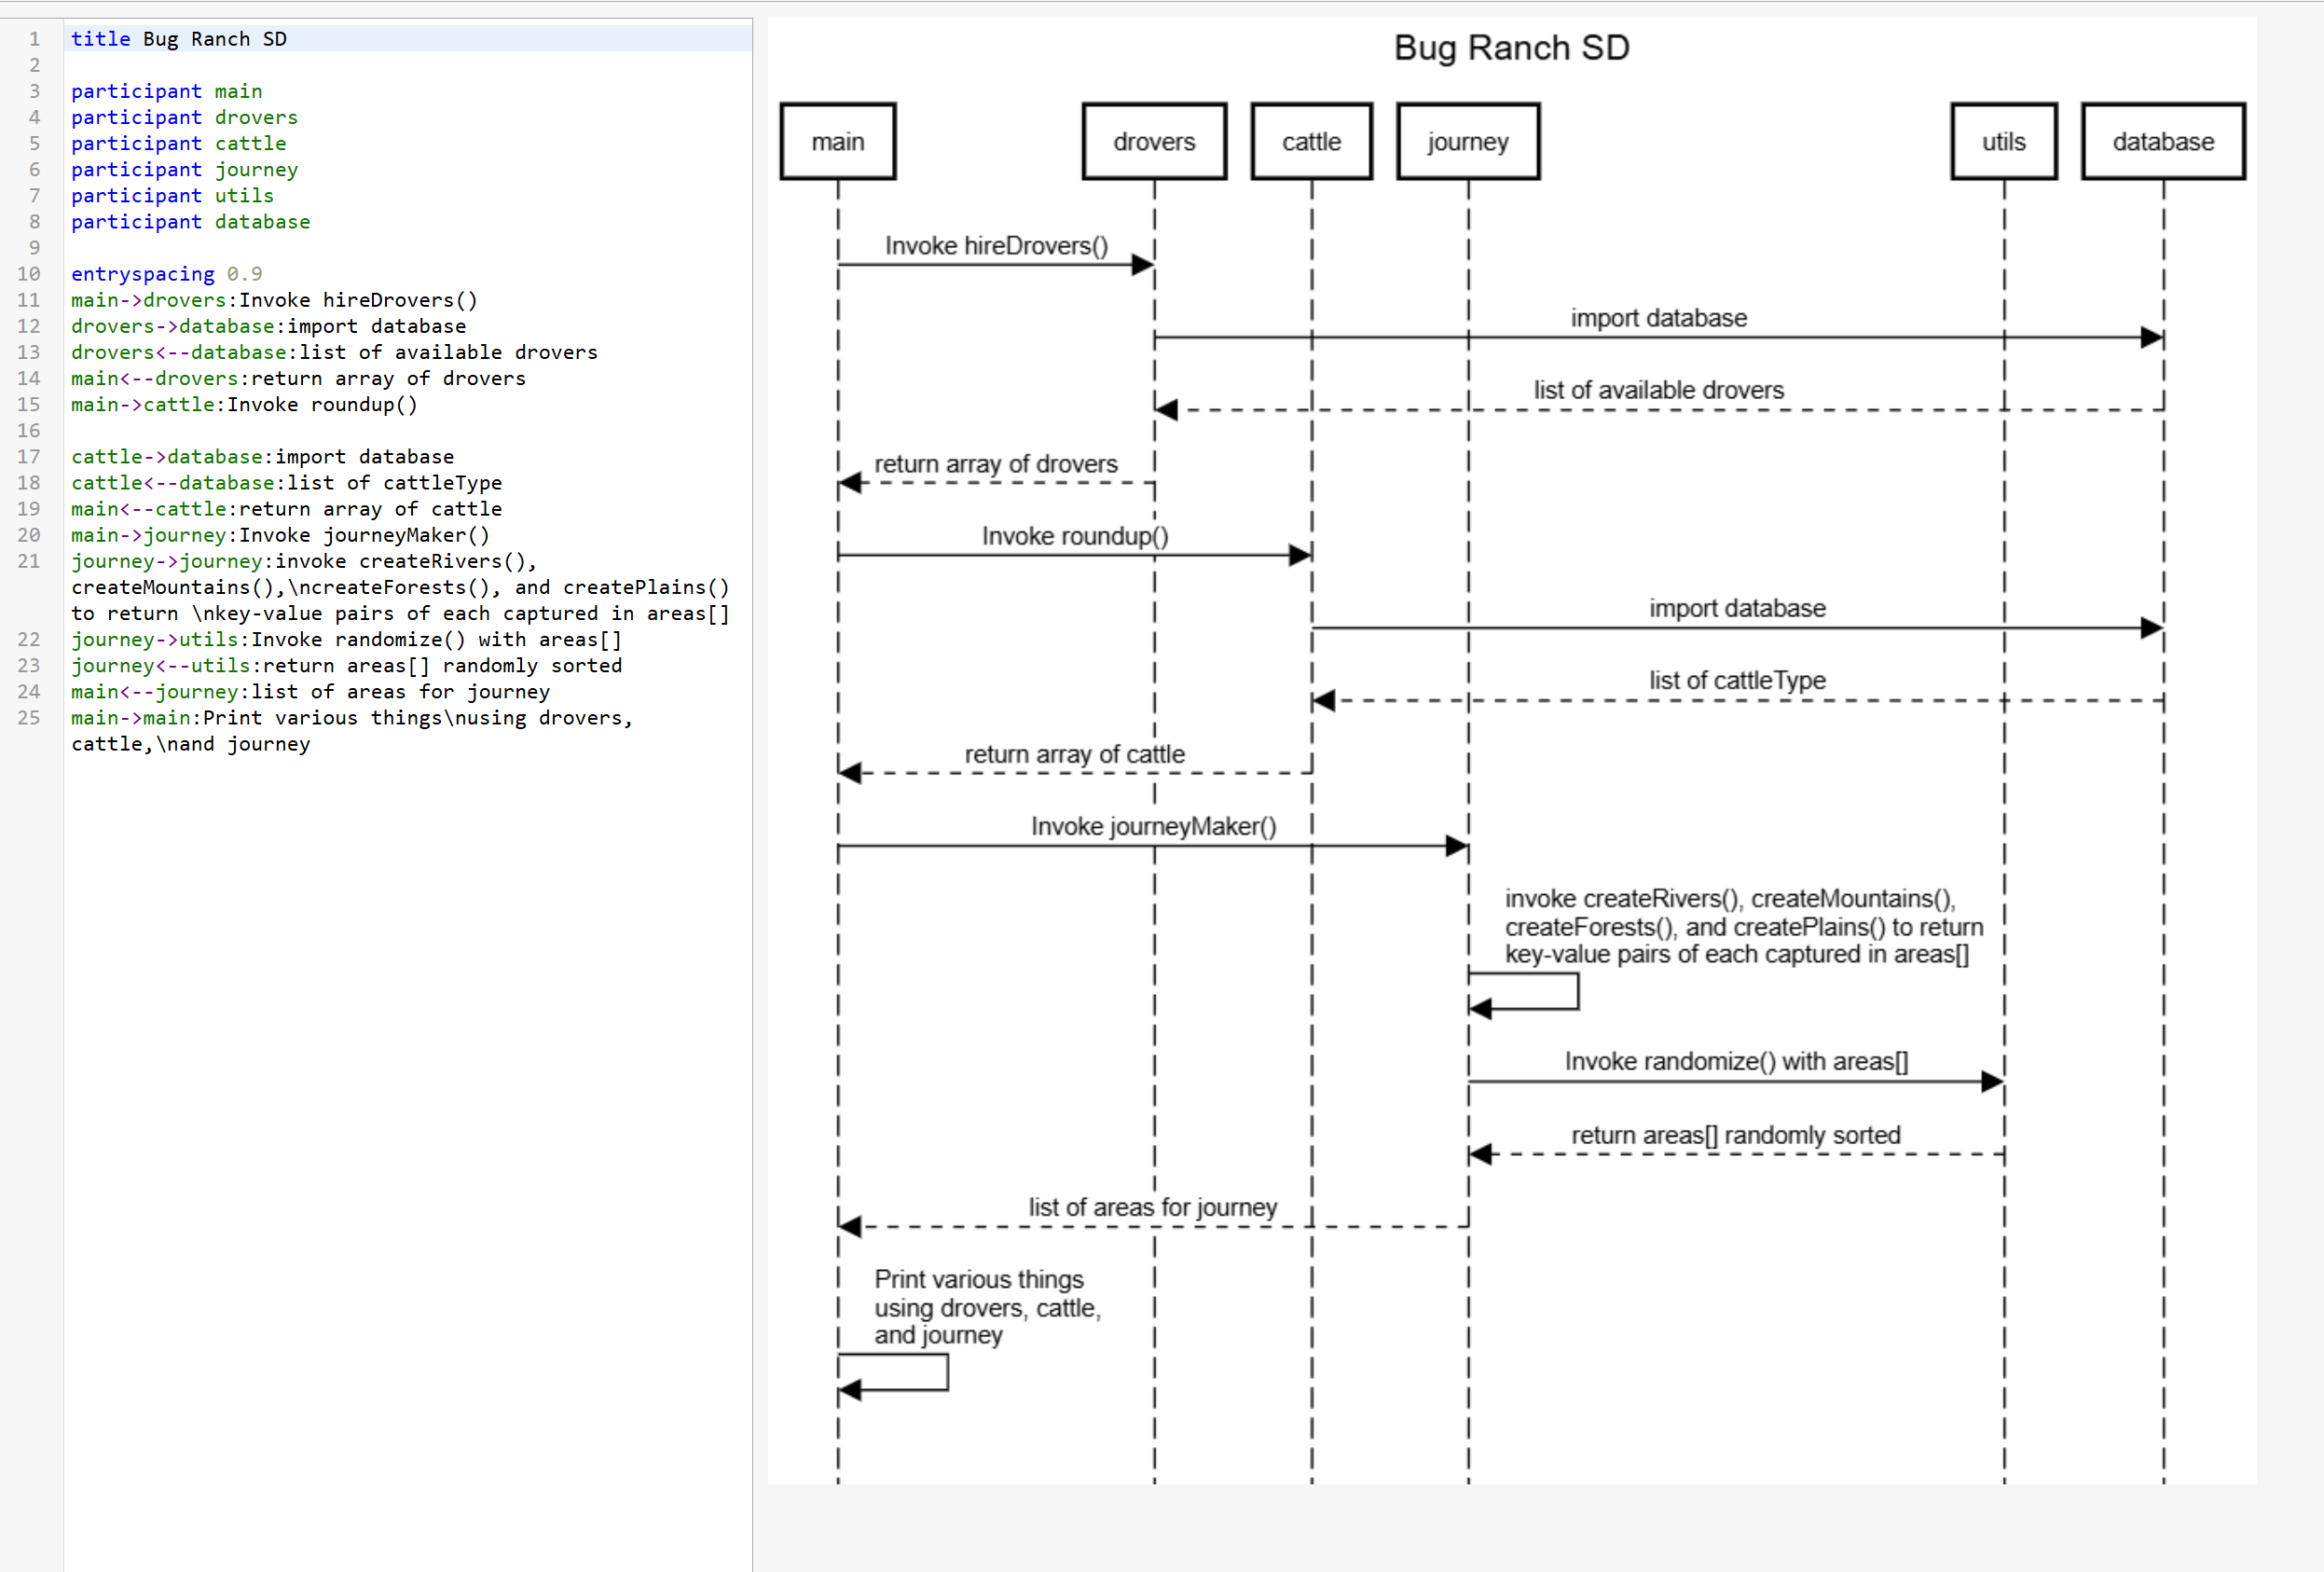 1 title Bug Ranch SD
2
3 participant main
4 participant drovers
5 participant cattle
6 participant journey
7 participant utils
8 participant database
9
10 entryspacing 0.9
11 main->drovers:Invoke hireDrovers()
12 drovers->database:import database
13 drovers<--database:list of available drovers
14 main<--drovers:return array of drovers
15 main->cattle:Invoke roundup()
16
17 cattle->database:import database
18 cattle<--database:list of cattleType
19 main<--cattle:return array of cattle
20 main->journey:Invoke journeyMaker()
21 journey->journey:invoke createRivers(),
createMountains(),\ncreateForests(), and createPlains()
to return \nkey-value pairs of each captured in areas[]
22 journey->utils:Invoke randomize() with areas[]
23 journey<--utils:return areas[] randomly sorted
24 main<--journey:list of areas for journey
25 main->main:Print various things\nusing drovers,
cattle,\nand journey
Bug Ranch SD
main drovers cattle journey utils database
Invoke hireDrovers()
import database
list of available drovers
return array of drovers
Invoke roundup()
import database
list of cattleType
return array of cattle
Invoke journeyMaker()
invoke createRivers(), createMountains(),
createForests(), and createPlains() to return
key-value pairs of each captured in areas[]
Invoke randomize() with areas[]
return areas[] randomly sorted
list of areas for journey
Print various things
using drovers, cattle,
and journey